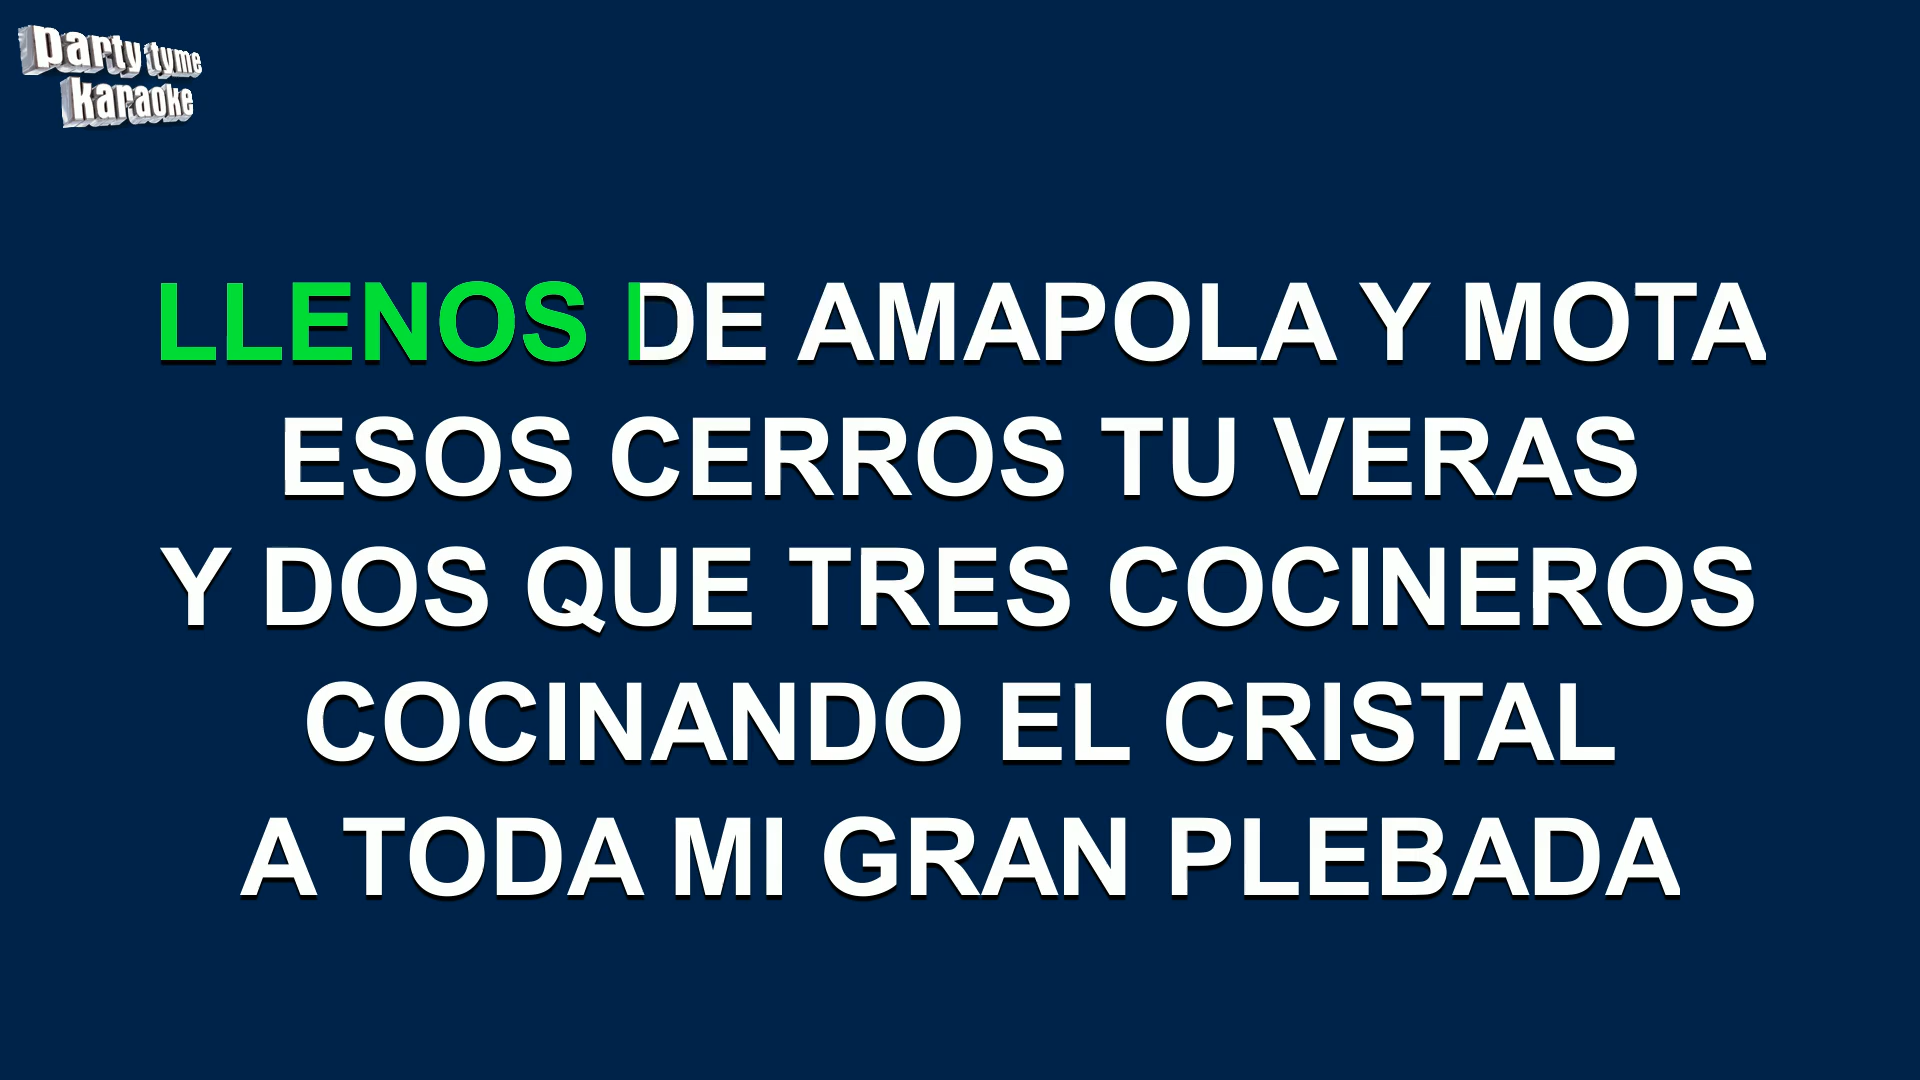 party tyme
karaoke
LLENOS DE AMAPOLA Y MOTA
ESOS CERROS TU VERAS
Y DOS QUE TRES COCINEROS
COCINANDO EL CRISTAL
A TODA MI GRAN PLEBADA